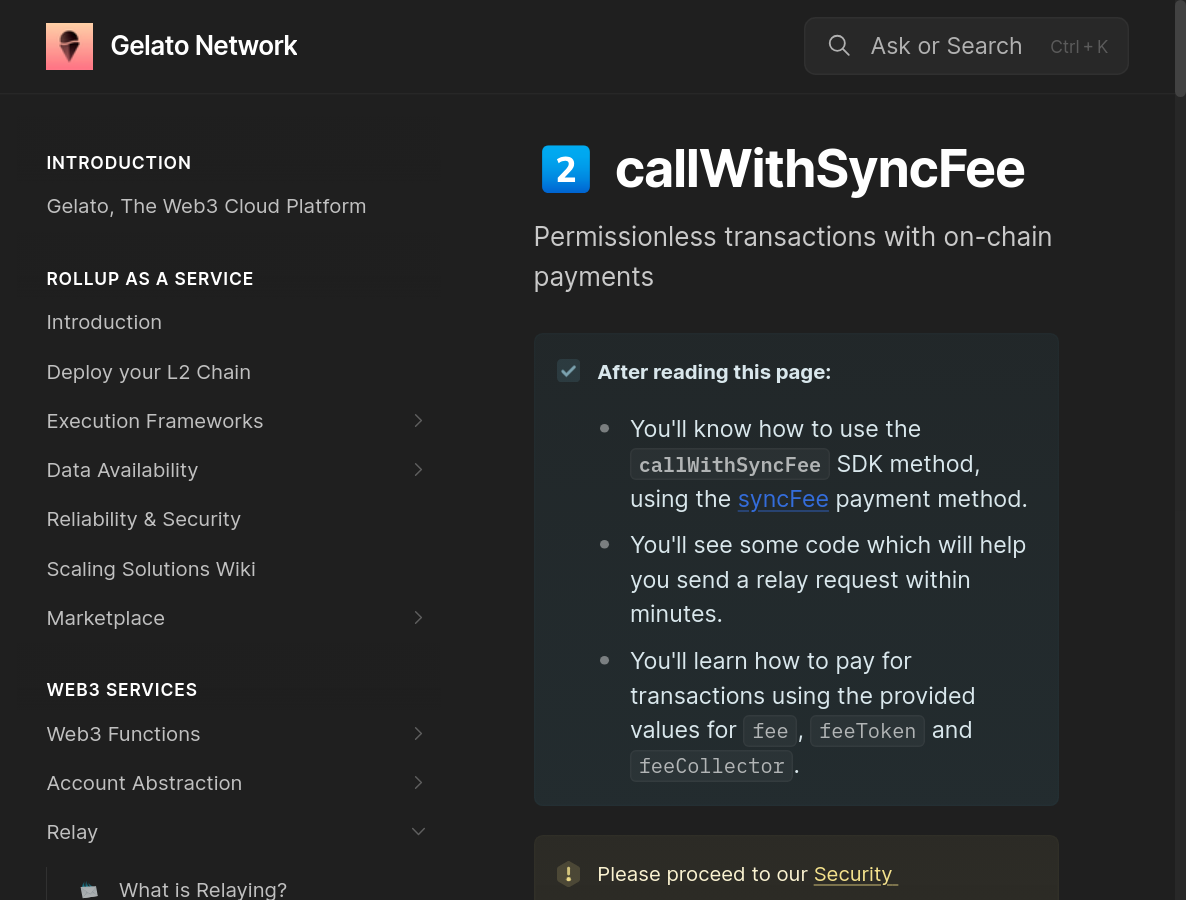 Gelato Network
Ask or Search Ctrl + K
INTRODUCTION
Gelato, The Web3 Cloud Platform
ROLLUP AS A SERVICE
Introduction
Deploy your L2 Chain
Execution Frameworks
Data Availability
Reliability & Security
Scaling Solutions Wiki
Marketplace
WEB3 SERVICES
Web3 Functions
Account Abstraction
Relay
What is Relaying?
2 callWithSyncFee
Permissionless transactions with on-chain
payments
After reading this page:
You'll know how to use the
callWithSyncFee SDK method,
using the syncFee payment method.
You'll see some code which will help
you send a relay request within
minutes.
You'll learn how to pay for
transactions using the provided
values for fee, feeToken and
feeCollector.
Please proceed to our Security